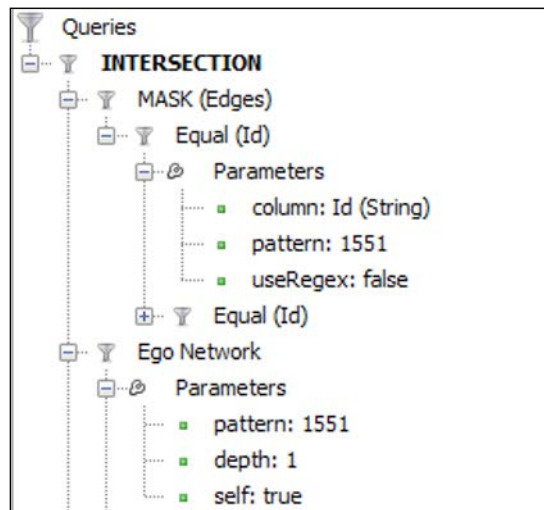 Queries
INTERSECTION
MASK (Edges)
Equal (Id)
Parameters
column: Id (String)
pattern: 1551
useRegex: false
Equal (Id)
Ego Network
Parameters
pattern: 1551
depth: 1
self: true